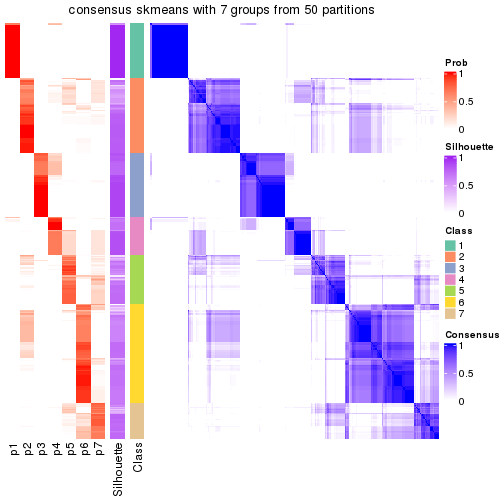 consensus skmeans with 7 groups from 50 partitions
Prob
1
0.5
0
Silhouette
1
0.5
0
Class
1
2
3
4
5
6
7
Consensus
1
0.5
0
p1
p2
p3
p4
p5
p6
p7
Silhouette
Class